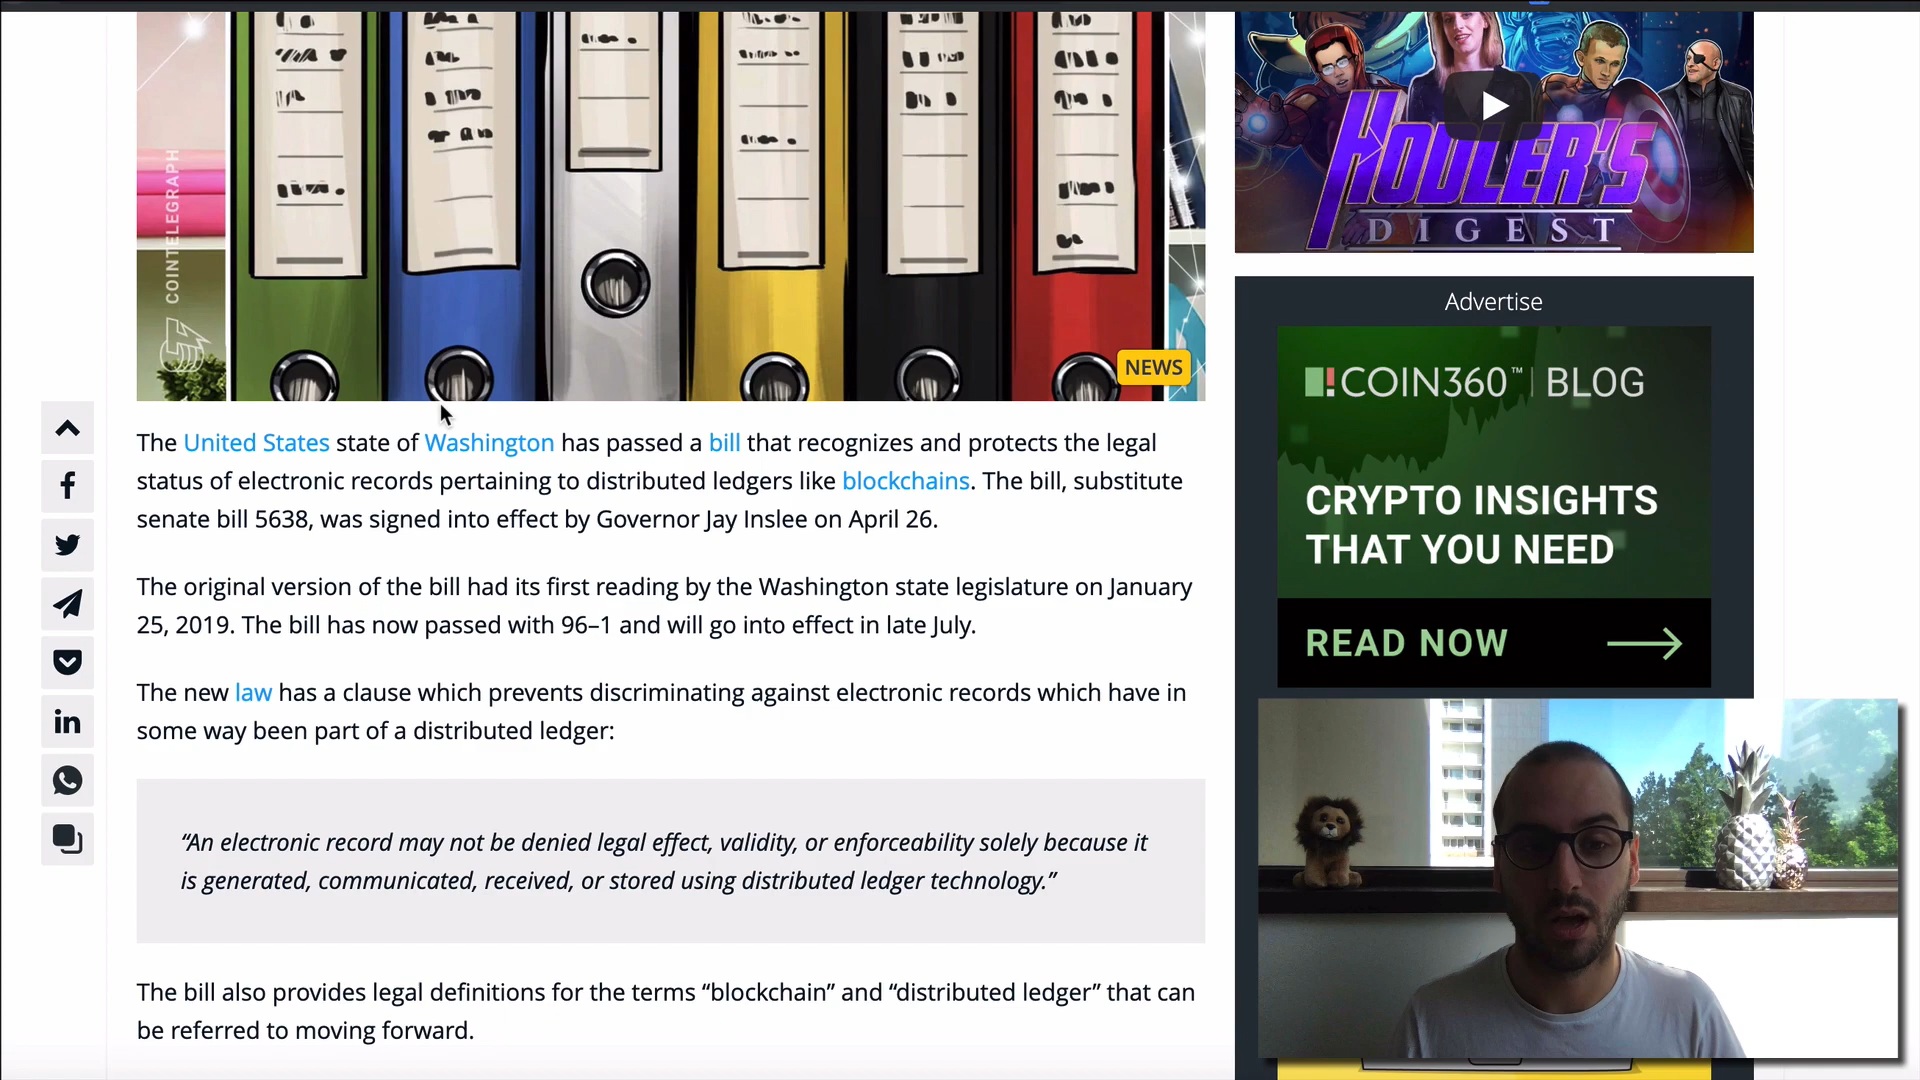 COINTELEGRAPH
NEWS
The United States state of Washington has passed a bill that recognizes and protects the legal
status of electronic records pertaining to distributed ledgers like blockchains. The bill, substitute
senate bill 5638, was signed into effect by Governor Jay Inslee on April 26.
The original version of the bill had its first reading by the Washington state legislature on January
25, 2019. The bill has now passed with 96–1 and will go into effect in late July.
The new law has a clause which prevents discriminating against electronic records which have in
some way been part of a distributed ledger:
“An electronic record may not be denied legal effect, validity, or enforceability solely because it
is generated, communicated, received, or stored using distributed ledger technology.”
The bill also provides legal definitions for the terms “blockchain” and “distributed ledger” that can
be referred to moving forward.
HODLER'S
DIGEST
Advertise
COIN360™ BLOG
CRYPTO INSIGHTS
THAT YOU NEED
READ NOW